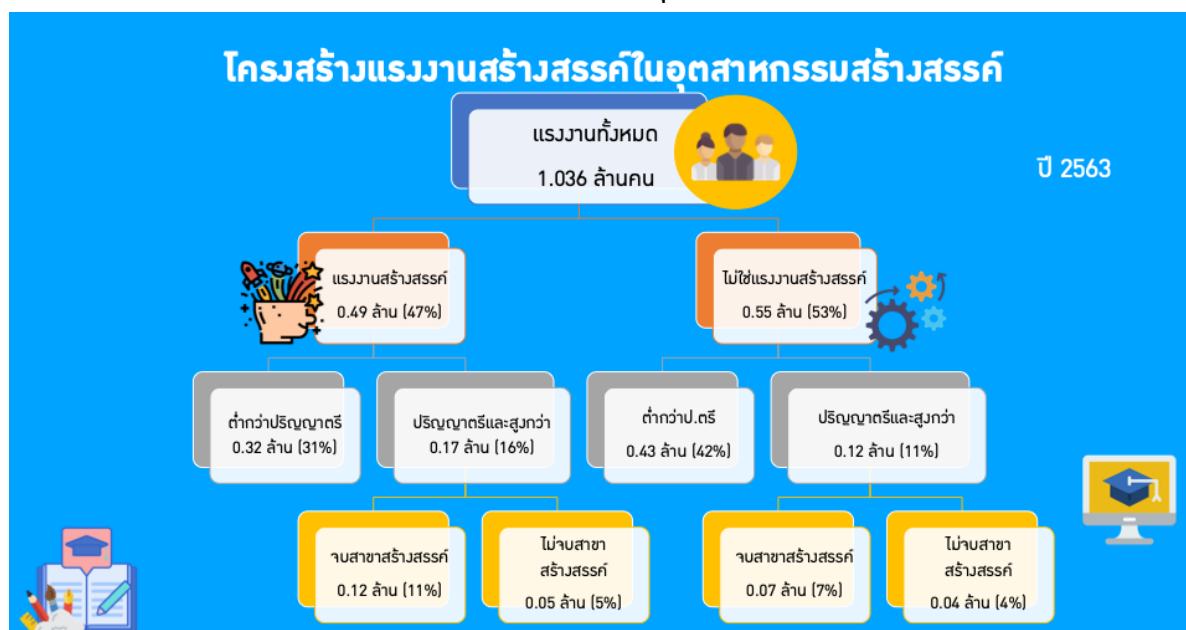 โครงสร้างแรงงานสร้างสรรค์ในอุตสาหกรรมสร้างสรรค์
แรงงานทั้งหมด
1.036 ล้านคน
ปี 2563
แรงงานสร้างสรรค์
0.49 ล้าน (47%)
ไม่ใช่แรงงานสร้างสรรค์
0.55 ล้าน (53%)
ต่ำกว่าปริญญาตรี
0.32 ล้าน (31%)
ปริญญาตรีและสูงกว่า
0.17 ล้าน (16%)
ต่ำกว่าป.ตรี
0.43 ล้าน (42%)
ปริญญาตรีและสูงกว่า
0.12 ล้าน (11%)
จบสาขาสร้างสรรค์
0.12 ล้าน (11%)
ไม่จบสาขา
สร้างสรรค์
0.05 ล้าน (5%)
จบสาขาสร้างสรรค์
0.07 ล้าน (7%)
ไม่จบสาขา
สร้างสรรค์
0.04 ล้าน (4%)